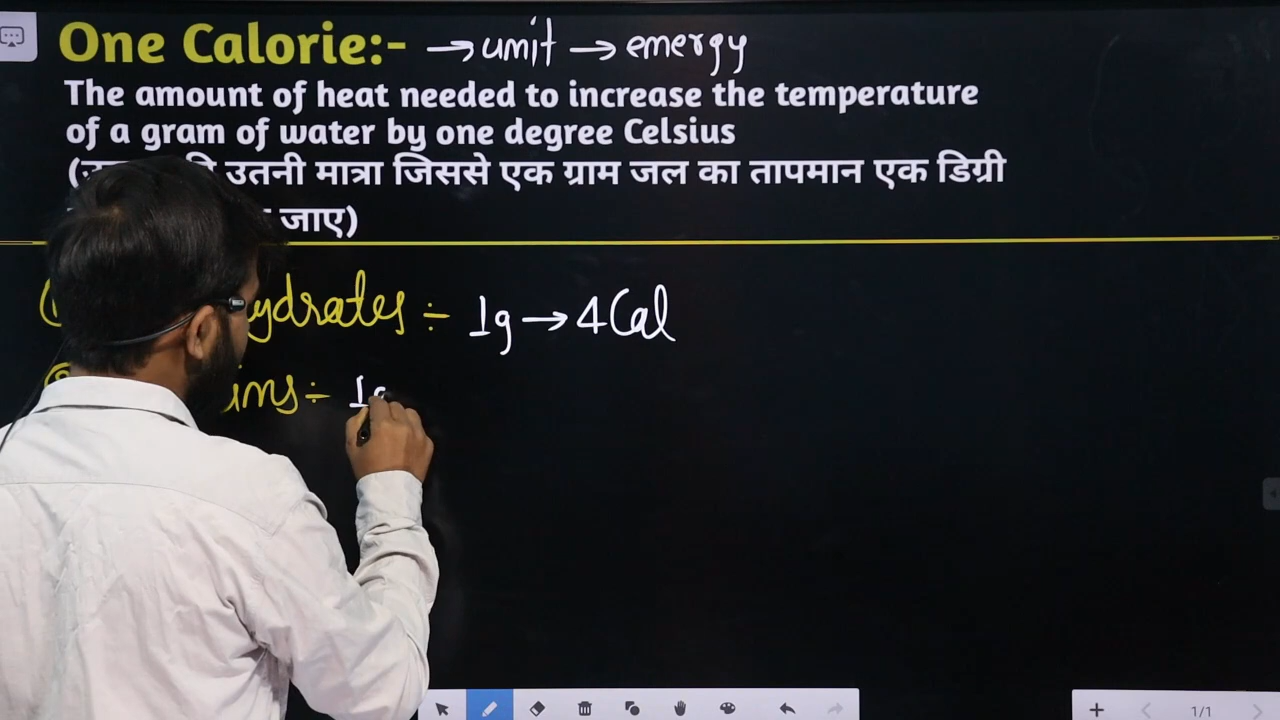 One Calorie:- → unit → energy
The amount of heat needed to increase the temperature
of a gram of water by one degree Celsius
उतनी मात्रा जिससे एक ग्राम जल का तापमान एक डिग्री
जाए)
ydrates ÷ 1g → 4Cal
ins ÷ 1g
1/1